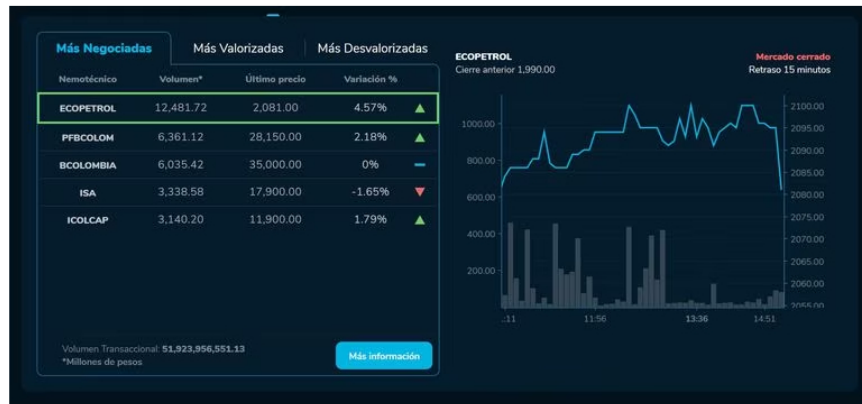 Más Negociadas Más Valorizadas Más Desvalorizadas
Nemotécnico Volumen* Último precio Variación %
ECOPETROL 12,481.72 2,081.00 4.57%
PFBCOLOM 6,361.12 28,150.00 2.18%
BCOLOMBIA 6,035.42 35,000.00 0%
ISA 3,338.58 17,900.00 -1.65%
ICOLCAP 3,140.20 11,900.00 1.79%
Volumen Transaccional: 51,923,956,551.13
*Millones de pesos
Más información
ECOPETROL Mercado cerrado
Cierre anterior 1,990.00 Retraso 15 minutos
1000.00
800.00
600.00
400.00
200.00
2100.00
2095.00
2090.00
2085.00
2080.00
2075.00
2070.00
2065.00
2060.00
2055.00
..:11 11:56 13:36 14:51